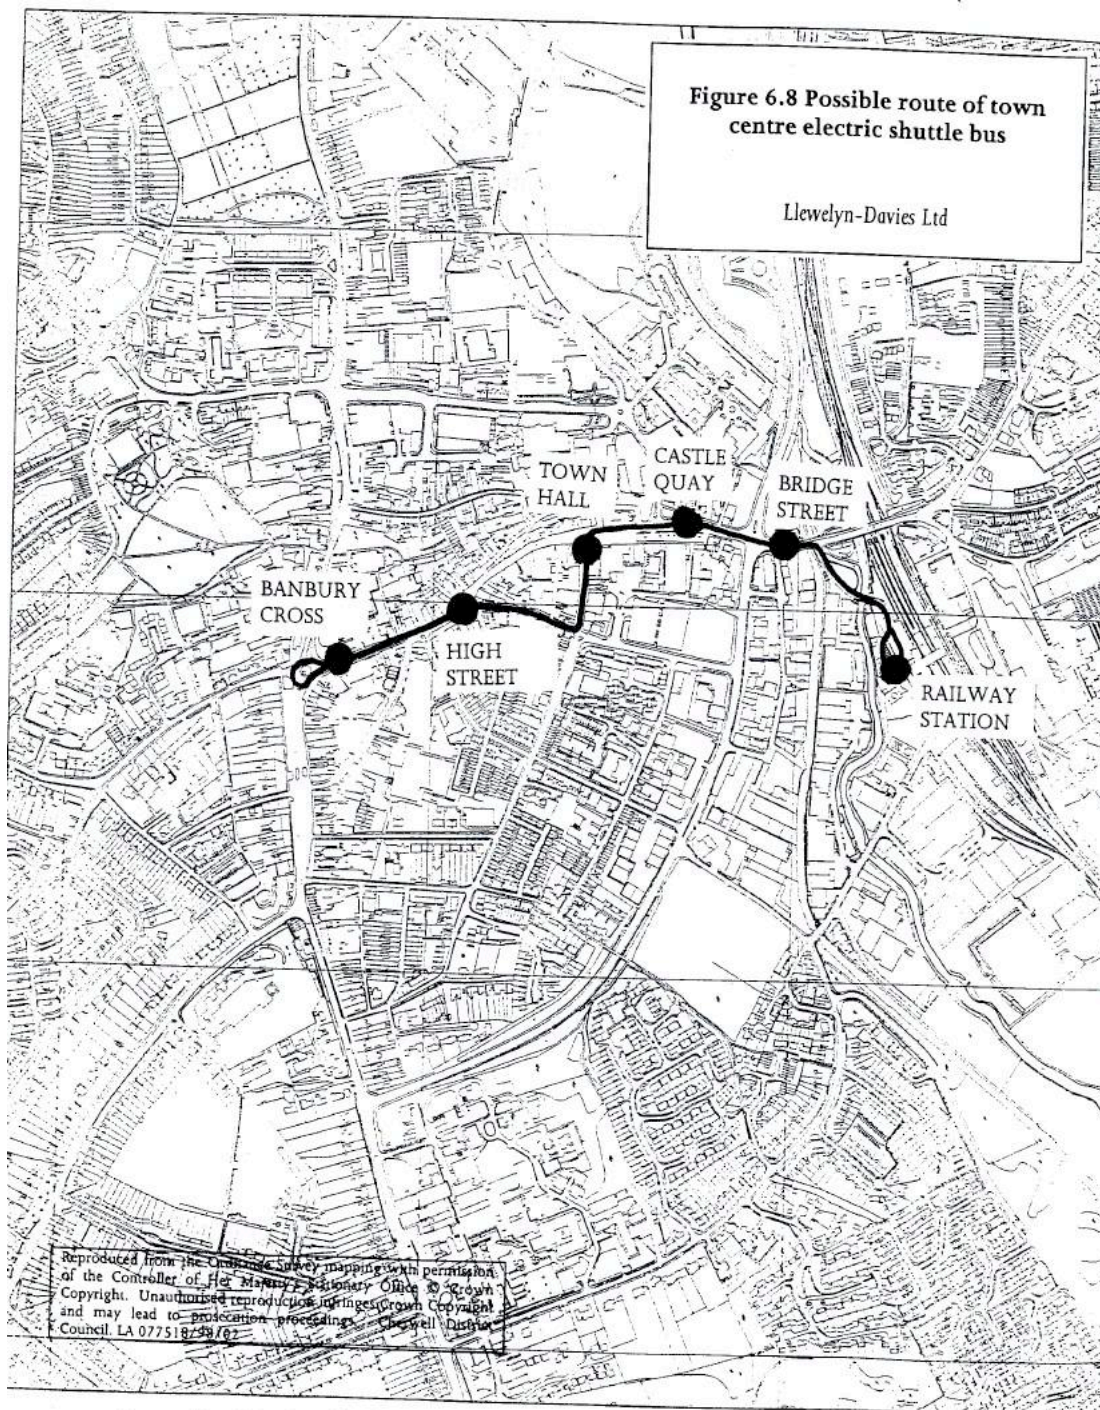 Figure 6.8 Possible route of town
centre electric shuttle bus
Llewelyn-Davies Ltd
CASTLE
QUAY
TOWN
HALL
BRIDGE
STREET
BANBURY
CROSS
HIGH
STREET
RAILWAY
STATION
Reproduced from the Ordnance Survey mapping with permission
of the Controller of Her Majesty's Stationary Office © Crown
Copyright. Unauthorised reproduction infringes Crown Copyright
and may lead to prosecution proceedings. Cherwell District
Council. LA 077518/98/02